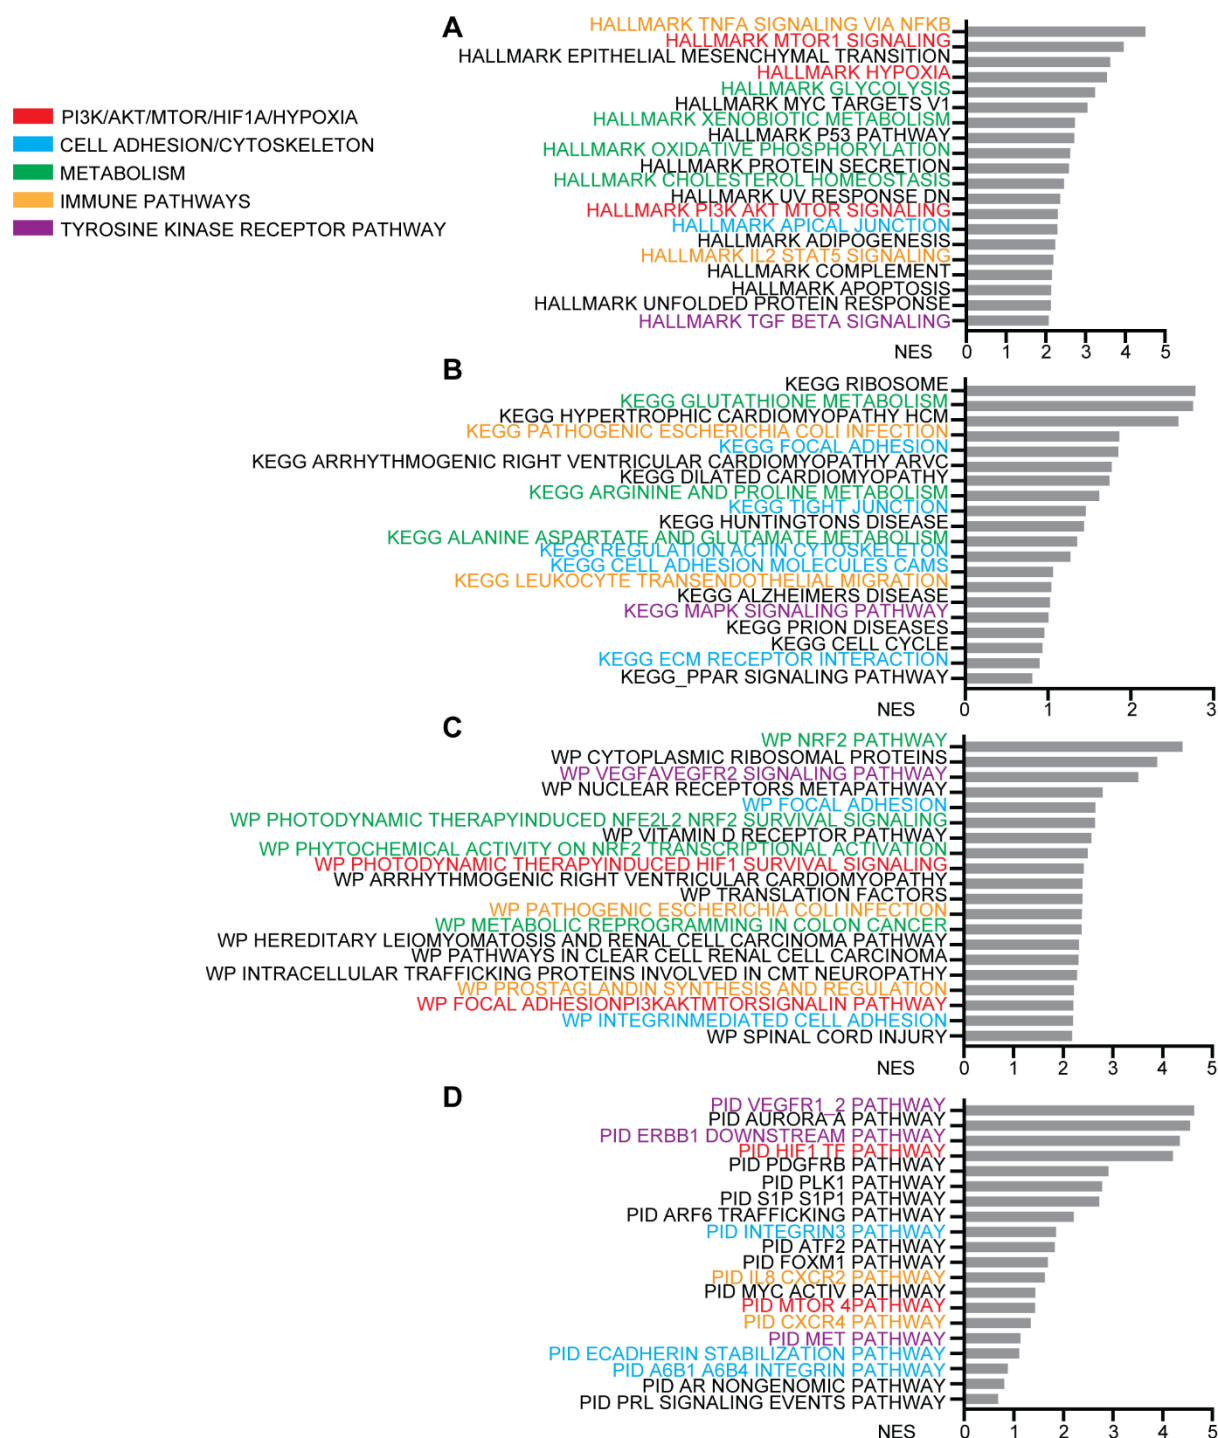 A
HALLMARK TNFA SIGNALING VIA NFKB
HALLMARK MTOR1 SIGNALING
HALLMARK EPITHELIAL MESENCHYMAL TRANSITION
HALLMARK HYPOXIA
HALLMARK GLYCOLYSIS
HALLMARK MYC TARGETS V1
HALLMARK XENOBIOTIC METABOLISM
HALLMARK P53 PATHWAY
HALLMARK OXIDATIVE PHOSPHORYLATION
HALLMARK PROTEIN SECRETION
HALLMARK CHOLESTEROL HOMEOSTASIS
HALLMARK UV RESPONSE DN
HALLMARK PI3K AKT MTOR SIGNALING
HALLMARK APICAL JUNCTION
HALLMARK ADIPOGENESIS
HALLMARK IL2 STAT5 SIGNALING
HALLMARK COMPLEMENT
HALLMARK APOPTOSIS
HALLMARK UNFOLDED PROTEIN RESPONSE
HALLMARK TGF BETA SIGNALING
NES 0 1 2 3 4 5
PI3K/AKT/MTOR/HIF1A/HYPOXIA
CELL ADHESION/CYTOSKELETON
METABOLISM
IMMUNE PATHWAYS
TYROSINE KINASE RECEPTOR PATHWAY
B
KEGG RIBOSOME
KEGG GLUTATHIONE METABOLISM
KEGG HYPERTROPHIC CARDIOMYOPATHY HCM
KEGG PATHOGENIC ESCHERICHIA COLI INFECTION
KEGG FOCAL ADHESION
KEGG ARRHYTHMOGENIC RIGHT VENTRICULAR CARDIOMYOPATHY ARVC
KEGG DILATED CARDIOMYOPATHY
KEGG ARGININE AND PROLINE METABOLISM
KEGG TIGHT JUNCTION
KEGG HUNTINGTONS DISEASE
KEGG ALANINE ASPARTATE AND GLUTAMATE METABOLISM
KEGG REGULATION ACTIN CYTOSKELETON
KEGG CELL ADHESION MOLECULES CAMS
KEGG LEUKOCYTE TRANSENDOTHELIAL MIGRATION
KEGG ALZHEIMERS DISEASE
KEGG MAPK SIGNALING PATHWAY
KEGG PRION DISEASES
KEGG CELL CYCLE
KEGG ECM RECEPTOR INTERACTION
KEGG_PPAR SIGNALING PATHWAY
NES 0 1 2 3
C
WP NRF2 PATHWAY
WP CYTOPLASMIC RIBOSOMAL PROTEINS
WP VEGFAVEGFR2 SIGNALING PATHWAY
WP NUCLEAR RECEPTORS METAPATHWAY
WP FOCAL ADHESION
WP PHOTODYNAMIC THERAPYINDUCED NFE2L2 NRF2 SURVIVAL SIGNALING
WP VITAMIN D RECEPTOR PATHWAY
WP PHYTOCHEMICAL ACTIVITY ON NRF2 TRANSCRIPTIONAL ACTIVATION
WP PHOTODYNAMIC THERAPYINDUCED HIF1 SURVIVAL SIGNALING
WP ARRHYTHMOGENIC RIGHT VENTRICULAR CARDIOMYOPATHY
WP TRANSLATION FACTORS
WP PATHOGENIC ESCHERICHIA COLI INFECTION
WP METABOLIC REPROGRAMMING IN COLON CANCER
WP HEREDITARY LEIOMYOMATOSIS AND RENAL CELL CARCINOMA PATHWAY
WP PATHWAYS IN CLEAR CELL RENAL CELL CARCINOMA
WP INTRACELLULAR TRAFFICKING PROTEINS INVOLVED IN CMT NEUROPATHY
WP PROSTAGLANDIN SYNTHESIS AND REGULATION
WP FOCAL ADHESIONPI3KAKTMTORSIGNALIN PATHWAY
WP INTEGRINMEDIATED CELL ADHESION
WP SPINAL CORD INJURY
NES 0 1 2 3 4 5
D
PID VEGFR1_2 PATHWAY
PID AURORA A PATHWAY
PID ERBB1 DOWNSTREAM PATHWAY
PID HIF1 TF PATHWAY
PID PDGFRB PATHWAY
PID PLK1 PATHWAY
PID S1P S1P1 PATHWAY
PID ARF6 TRAFFICKING PATHWAY
PID INTEGRIN3 PATHWAY
PID ATF2 PATHWAY
PID FOXM1 PATHWAY
PID IL8 CXCR2 PATHWAY
PID MYC ACTIV PATHWAY
PID MTOR 4PATHWAY
PID CXCR4 PATHWAY
PID MET PATHWAY
PID ECADHERIN STABILIZATION PATHWAY
PID A6B1 A6B4 INTEGRIN PATHWAY
PID AR NONGENOMIC PATHWAY
PID PRL SIGNALING EVENTS PATHWAY
NES 0 1 2 3 4 5